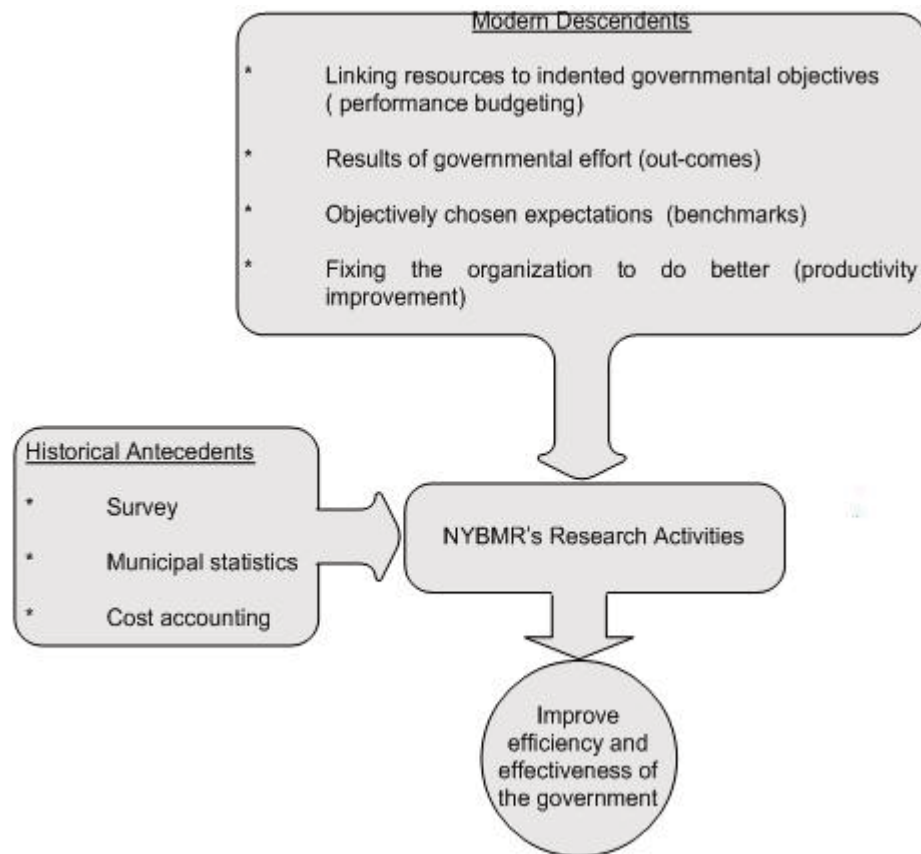 Modern Descendents
* Linking resources to indented governmental objectives
( performance budgeting)
* Results of governmental effort (out-comes)
* Objectively chosen expectations (benchmarks)
* Fixing the organization to do better (productivity
improvement)
Historical Antecedents
* Survey
* Municipal statistics
* Cost accounting
NYBMR's Research Activities
Improve
efficiency and
effectiveness of
the government